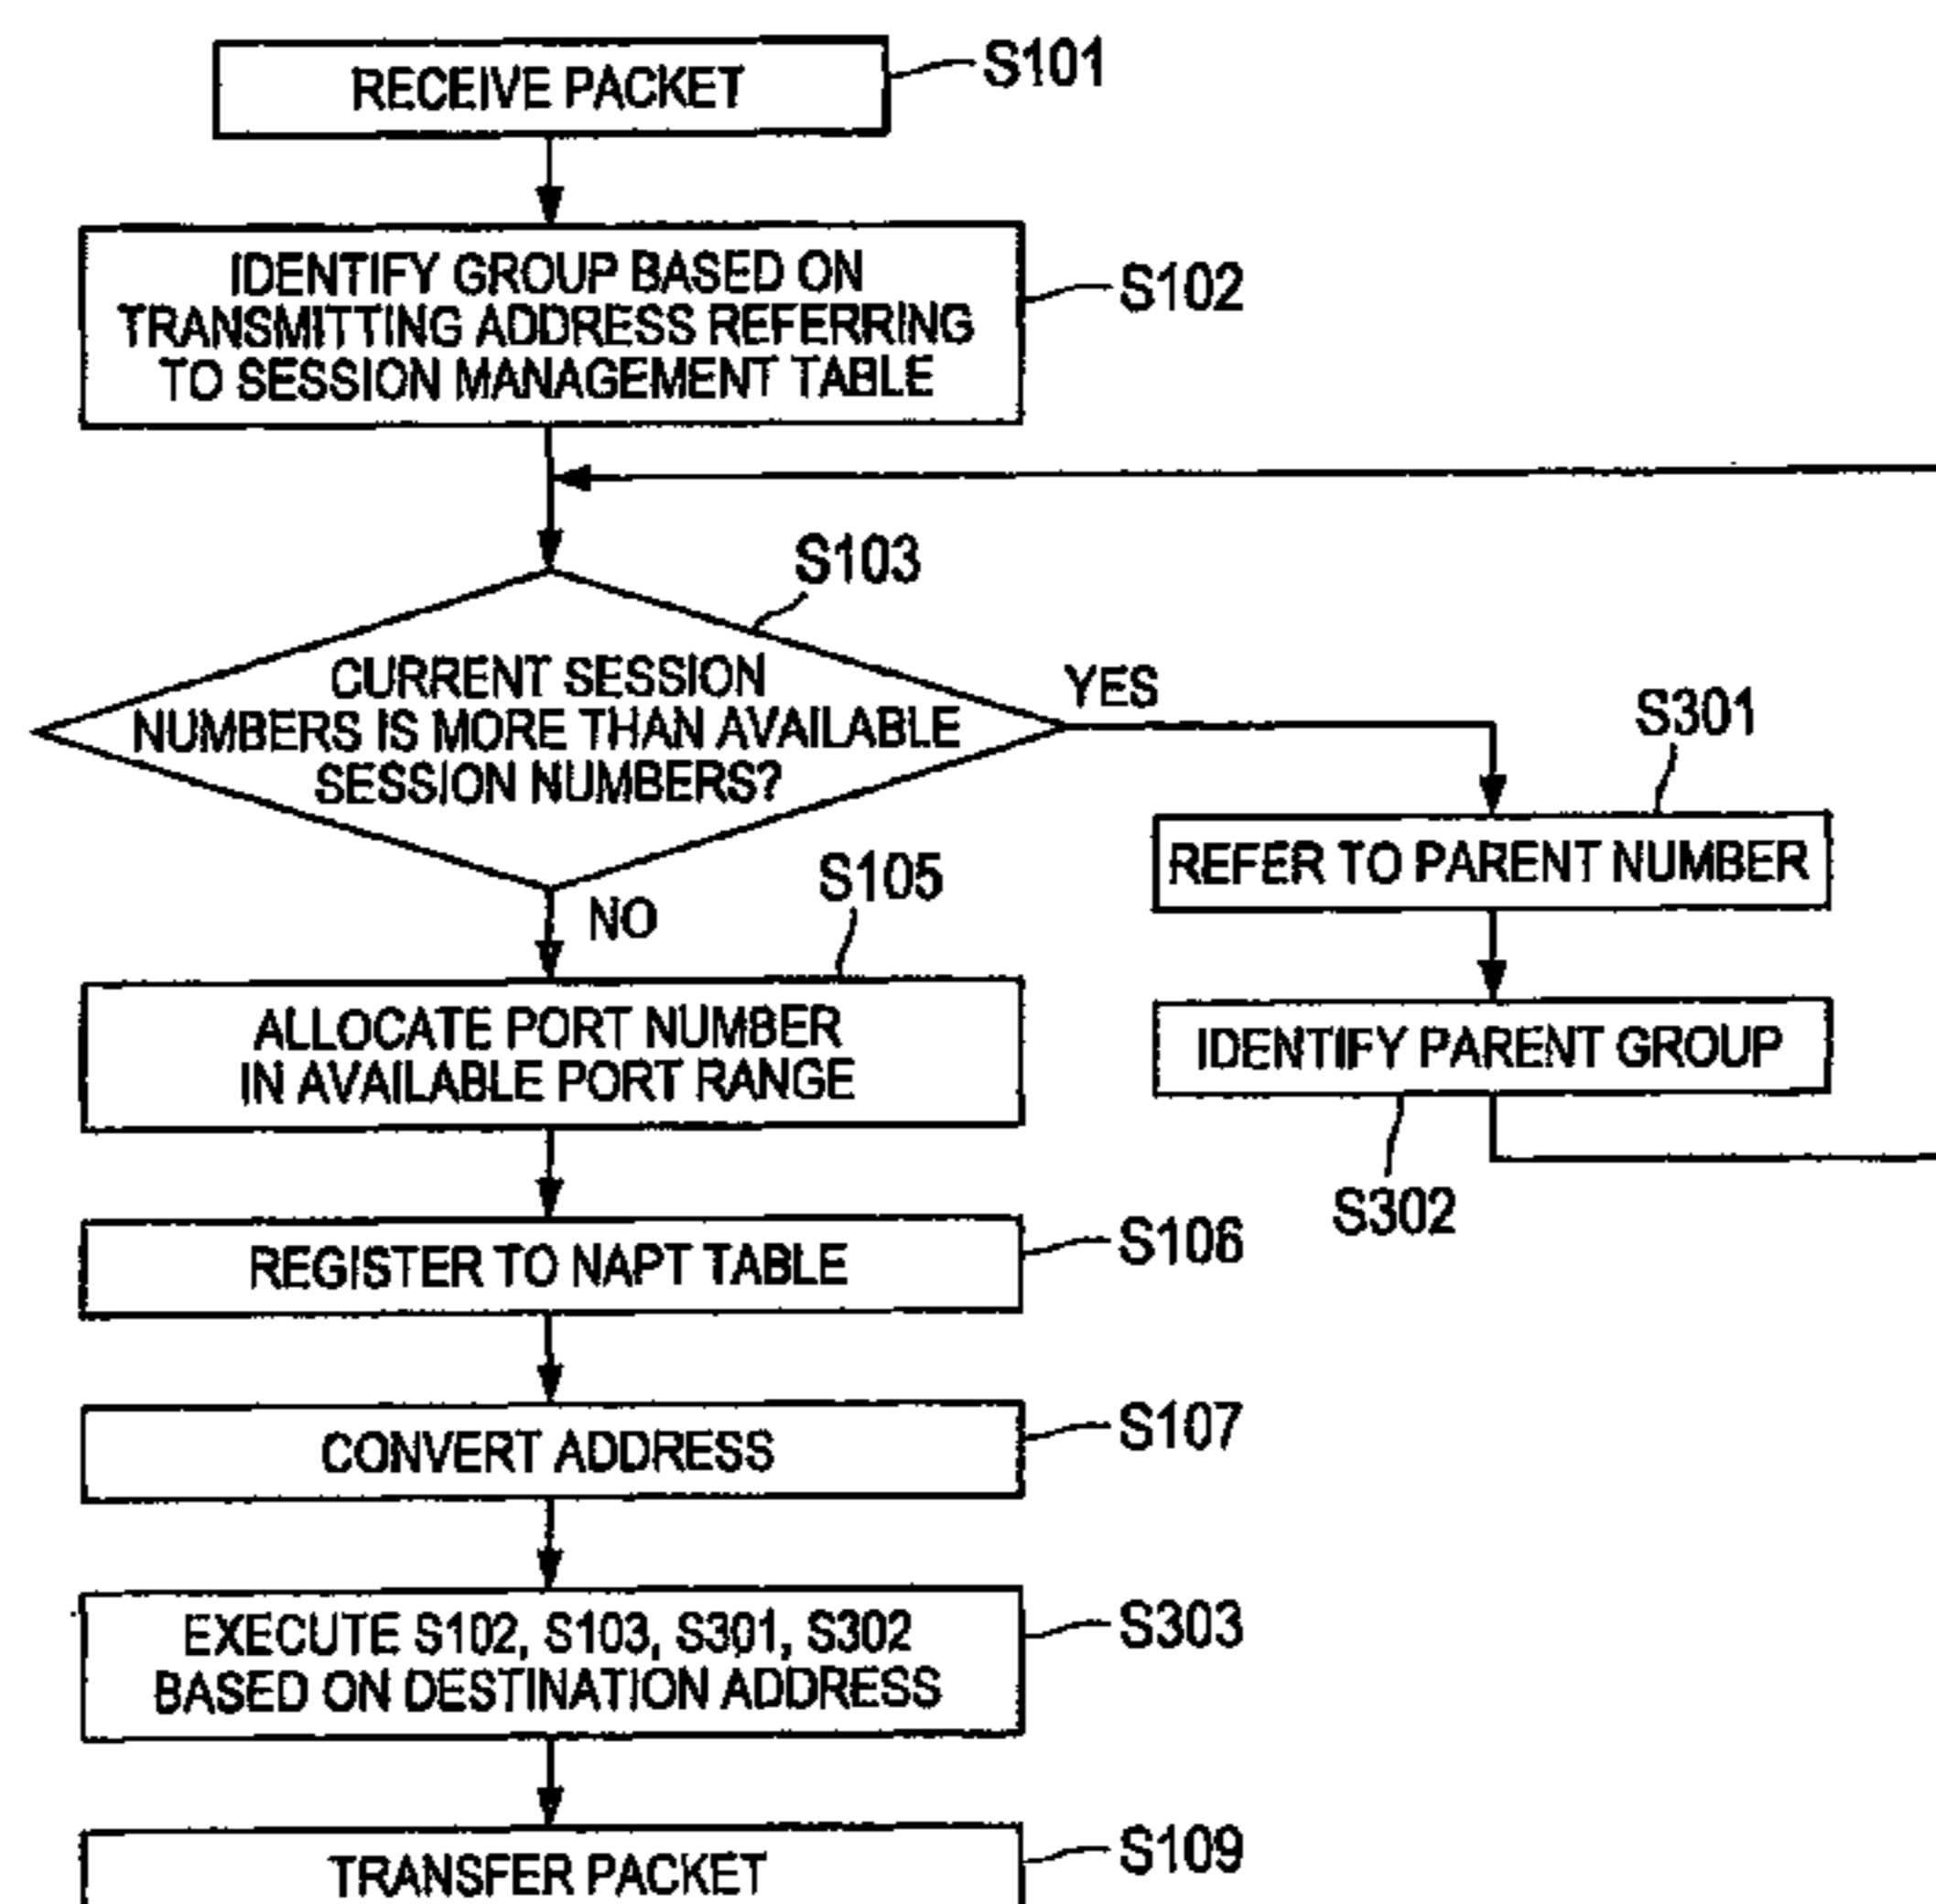 RECEIVE PACKET
S101
IDENTIFY GROUP BASED ON
TRANSMITTING ADDRESS REFERRING
TO SESSION MANAGEMENT TABLE
S102
S103
CURRENT SESSION
NUMBERS IS MORE THAN AVAILABLE
SESSION NUMBERS?
YES
NO
S301
REFER TO PARENT NUMBER
IDENTIFY PARENT GROUP
S302
S105
ALLOCATE PORT NUMBER
IN AVAILABLE PORT RANGE
REGISTER TO NAPT TABLE
S106
CONVERT ADDRESS
S107
EXECUTE S102, S103, S301, S302
BASED ON DESTINATION ADDRESS
S303
TRANSFER PACKET
S109